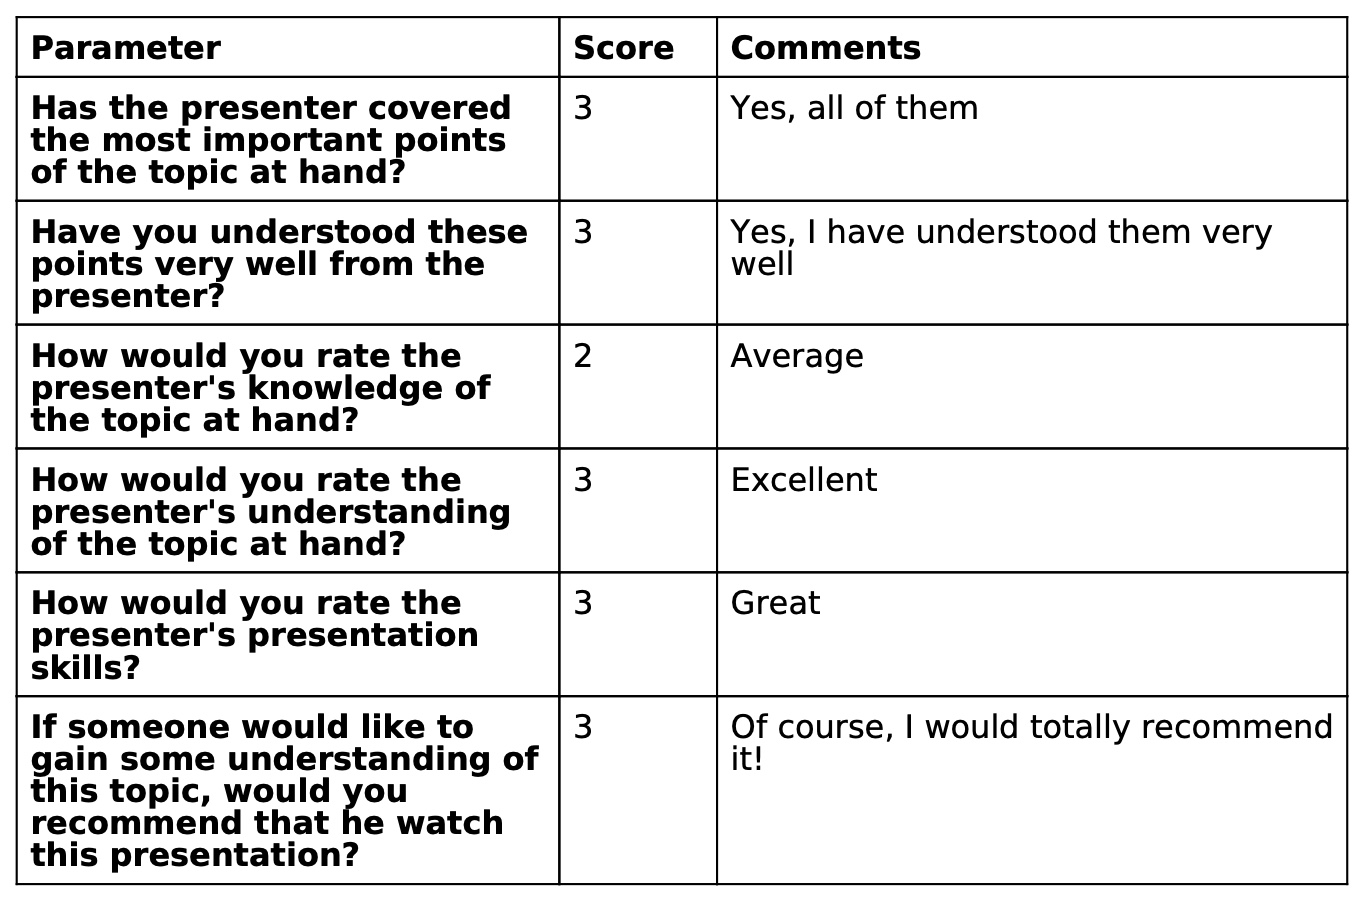 Parameter Score Comments
Has the presenter covered 3 Yes, all of them
the most important points
of the topic at hand?
Have you understood these 3 Yes, I have understood them very
points very well from the well
presenter?
How would you rate the 2 Average
presenter's knowledge of
the topic at hand?
How would you rate the 3 Excellent
presenter's understanding
of the topic at hand?
How would you rate the 3 Great
presenter's presentation
skills?
If someone would like to 3 Of course, I would totally recommend
gain some understanding of it!
this topic, would you
recommend that he watch
this presentation?